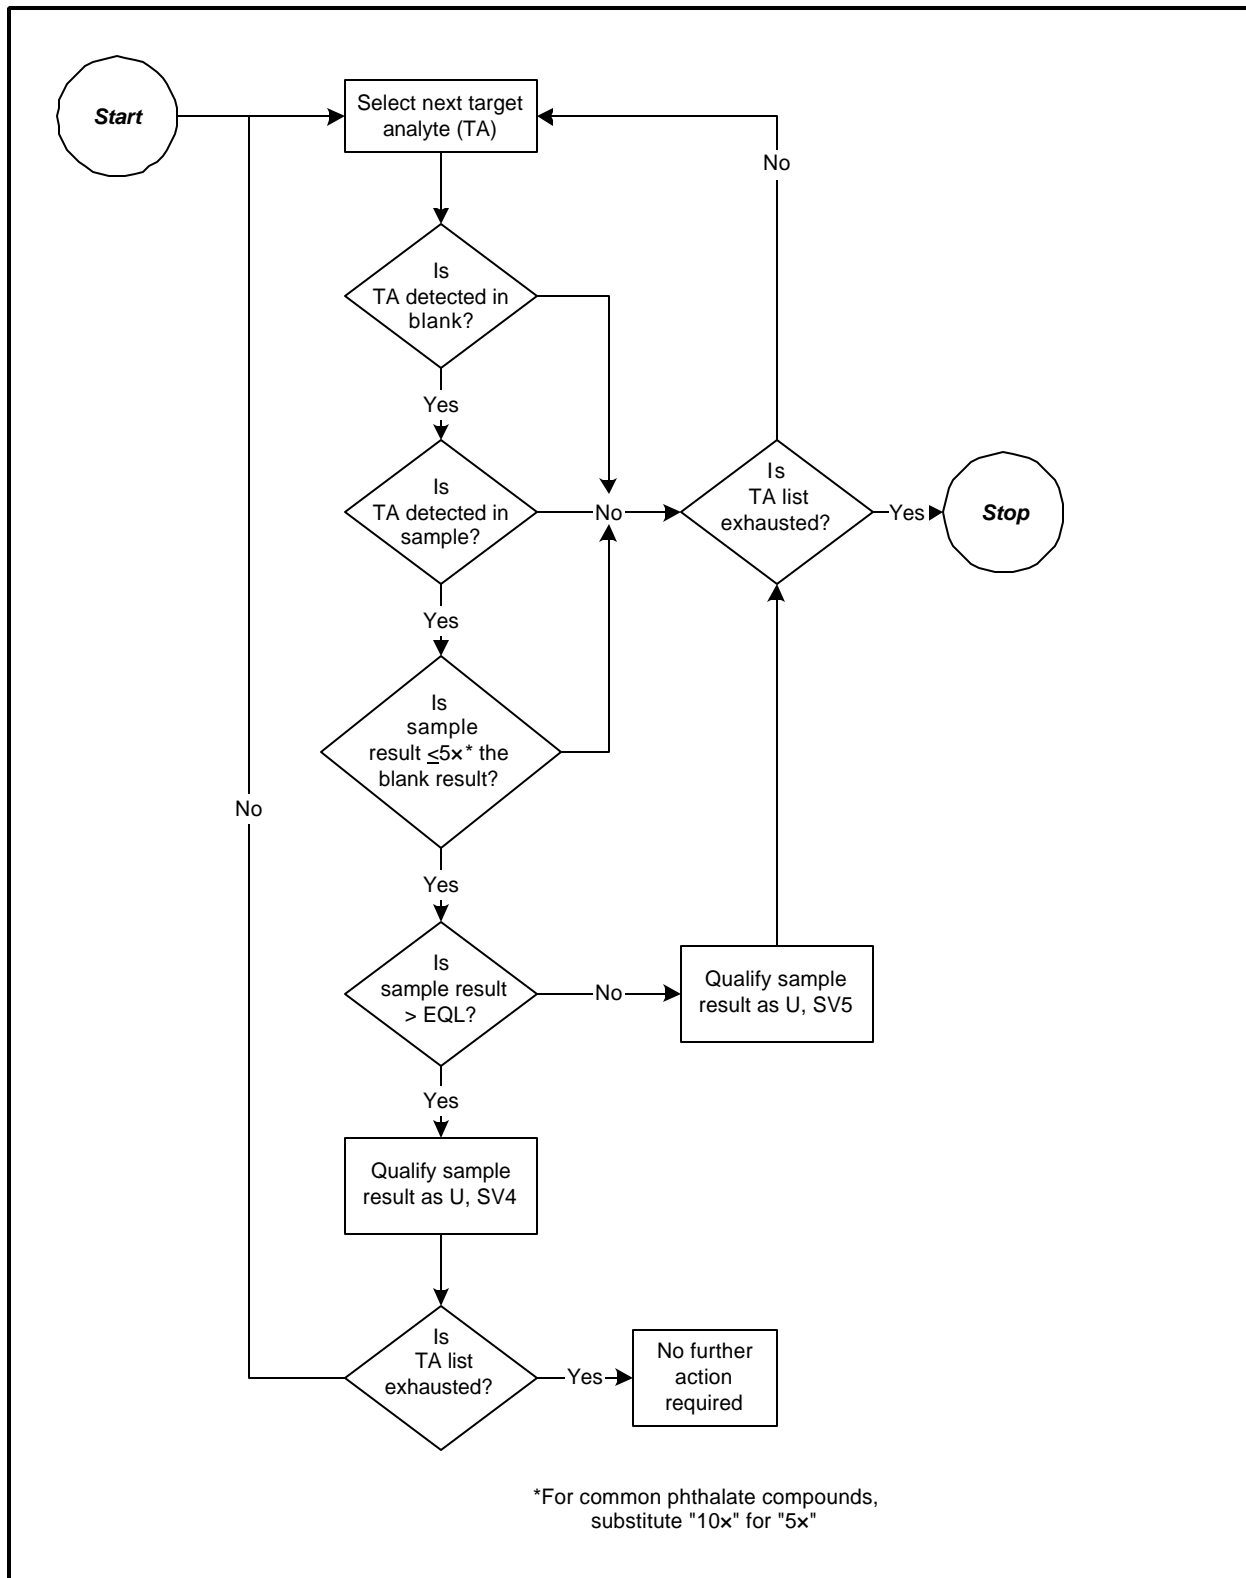 Start
Select next target
analyte (TA)
No
Is
TA detected in
blank?
Yes
Is
TA detected in
sample?
No
Is
TA list
exhausted?
Yes
Stop
Yes
Is
sample
result ≤5×* the
blank result?
No
Yes
Is
sample result
> EQL?
No
Qualify sample
result as U, SV5
Yes
Qualify sample
result as U, SV4
Is
TA list
exhausted?
Yes
No further
action
required
*For common phthalate compounds,
substitute "10×" for "5×"